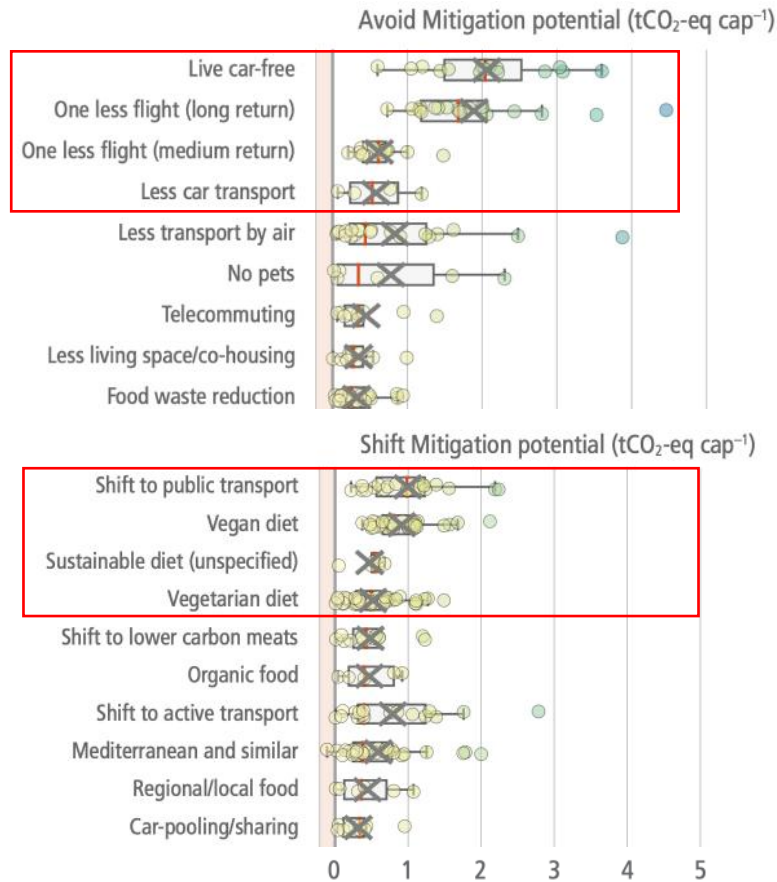 Avoid Mitigation potential (tCO₂-eq cap⁻¹)
Live car-free
One less flight (long return)
One less flight (medium return)
Less car transport
Less transport by air
No pets
Telecommuting
Less living space/co-housing
Food waste reduction
Shift Mitigation potential (tCO₂-eq cap⁻¹)
Shift to public transport
Vegan diet
Sustainable diet (unspecified)
Vegetarian diet
Shift to lower carbon meats
Organic food
Shift to active transport
Mediterranean and similar
Regional/local food
Car-pooling/sharing
0 1 2 3 4 5